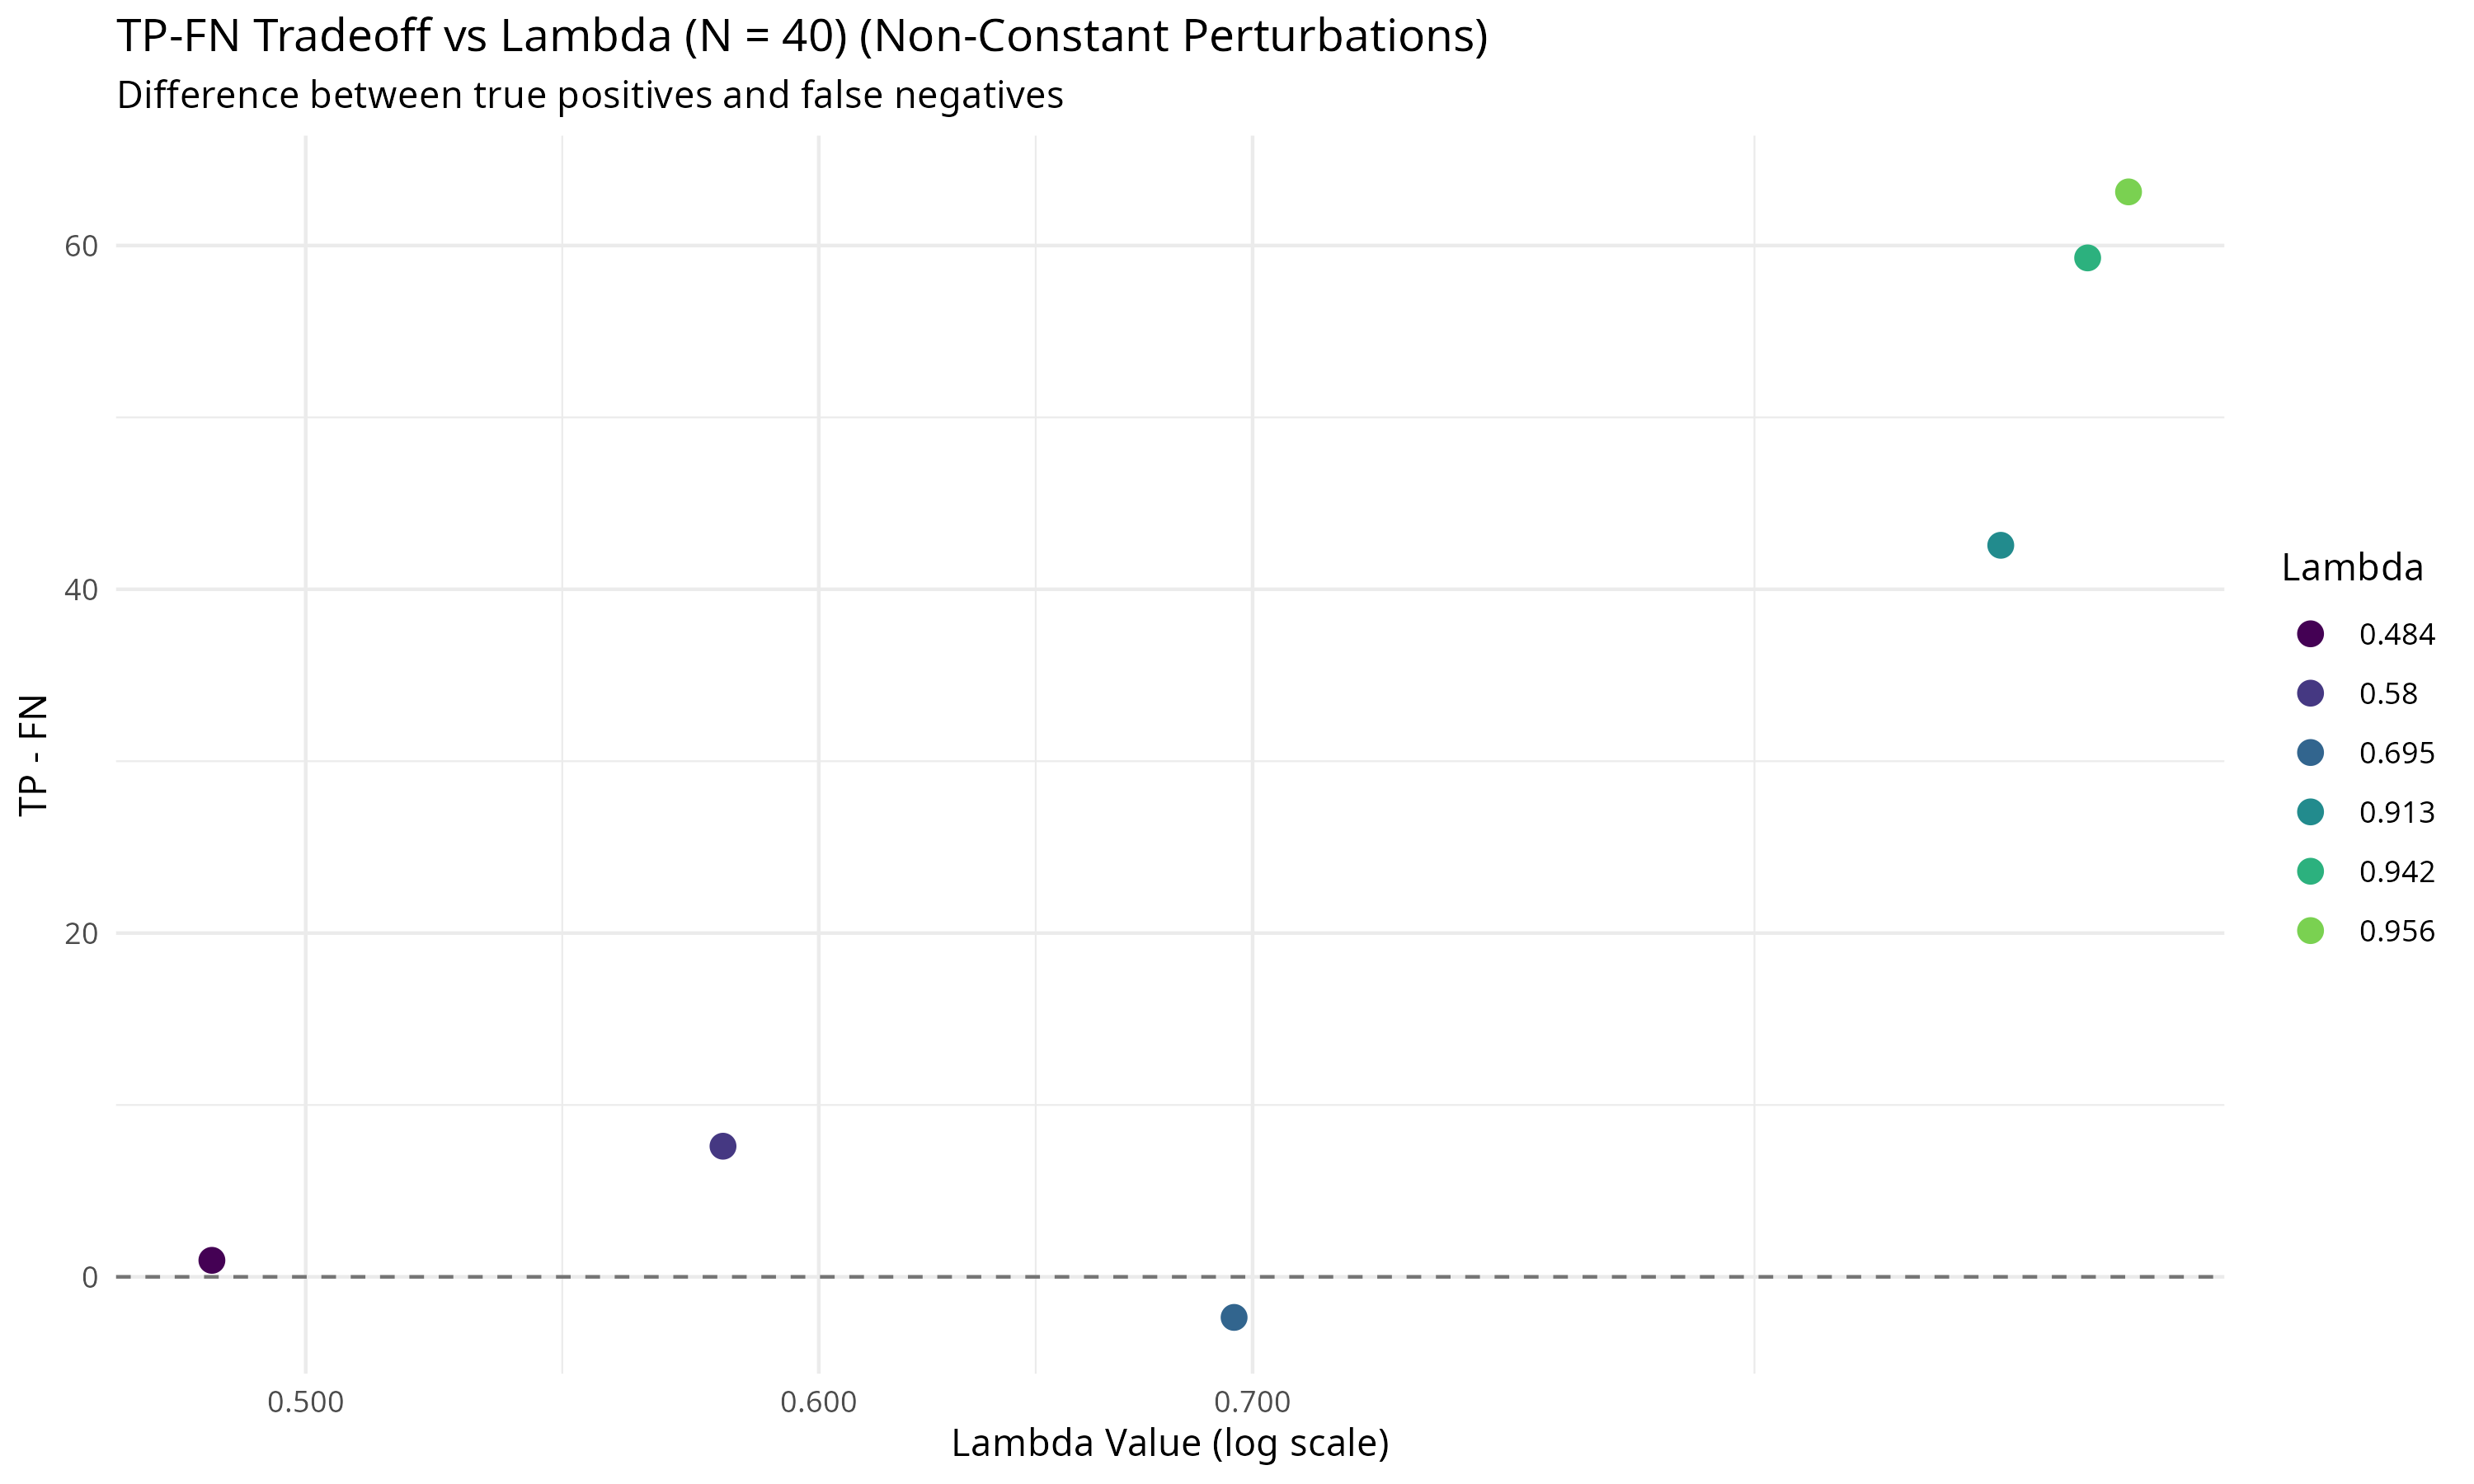 TP-FN Tradeoff vs Lambda (N = 40) (Non-Constant Perturbations)
Difference between true positives and false negatives
TP - FN
60
40
20
0
0.500
0.600
0.700
Lambda Value (log scale)
Lambda
0.484
0.58
0.695
0.913
0.942
0.956